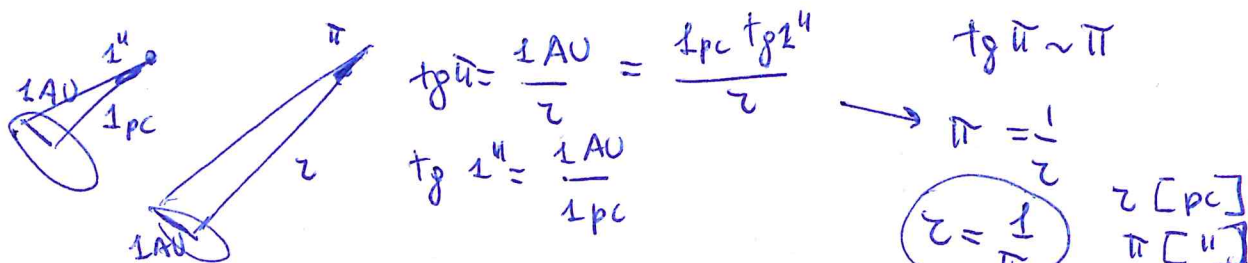 1"
1AU
1pc
π
r
1AU
tg π = 1AU / r = 1pc tg 1" / r
tg 1" = 1AU / 1pc
tg π ~ π
→ π = 1/r
r = 1/π
r [pc]
π ["]